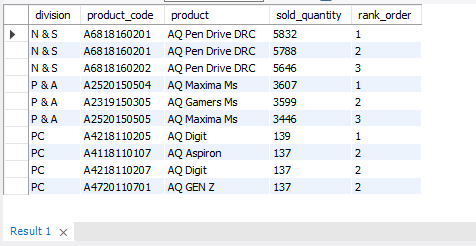 division product_code product sold_quantity rank_order
N & S A6818160201 AQ Pen Drive DRC 5832 1
N & S A6818160201 AQ Pen Drive DRC 5788 2
N & S A6818160202 AQ Pen Drive DRC 5646 3
P & A A2520150504 AQ Maxima Ms 3607 1
P & A A2319150305 AQ Gamers Ms 3599 2
P & A A2520150505 AQ Maxima Ms 3446 3
PC A4218110205 AQ Digit 139 1
PC A4118110107 AQ Aspiron 137 2
PC A4218110207 AQ Digit 137 2
PC A4720110701 AQ GEN Z 137 2
Result 1